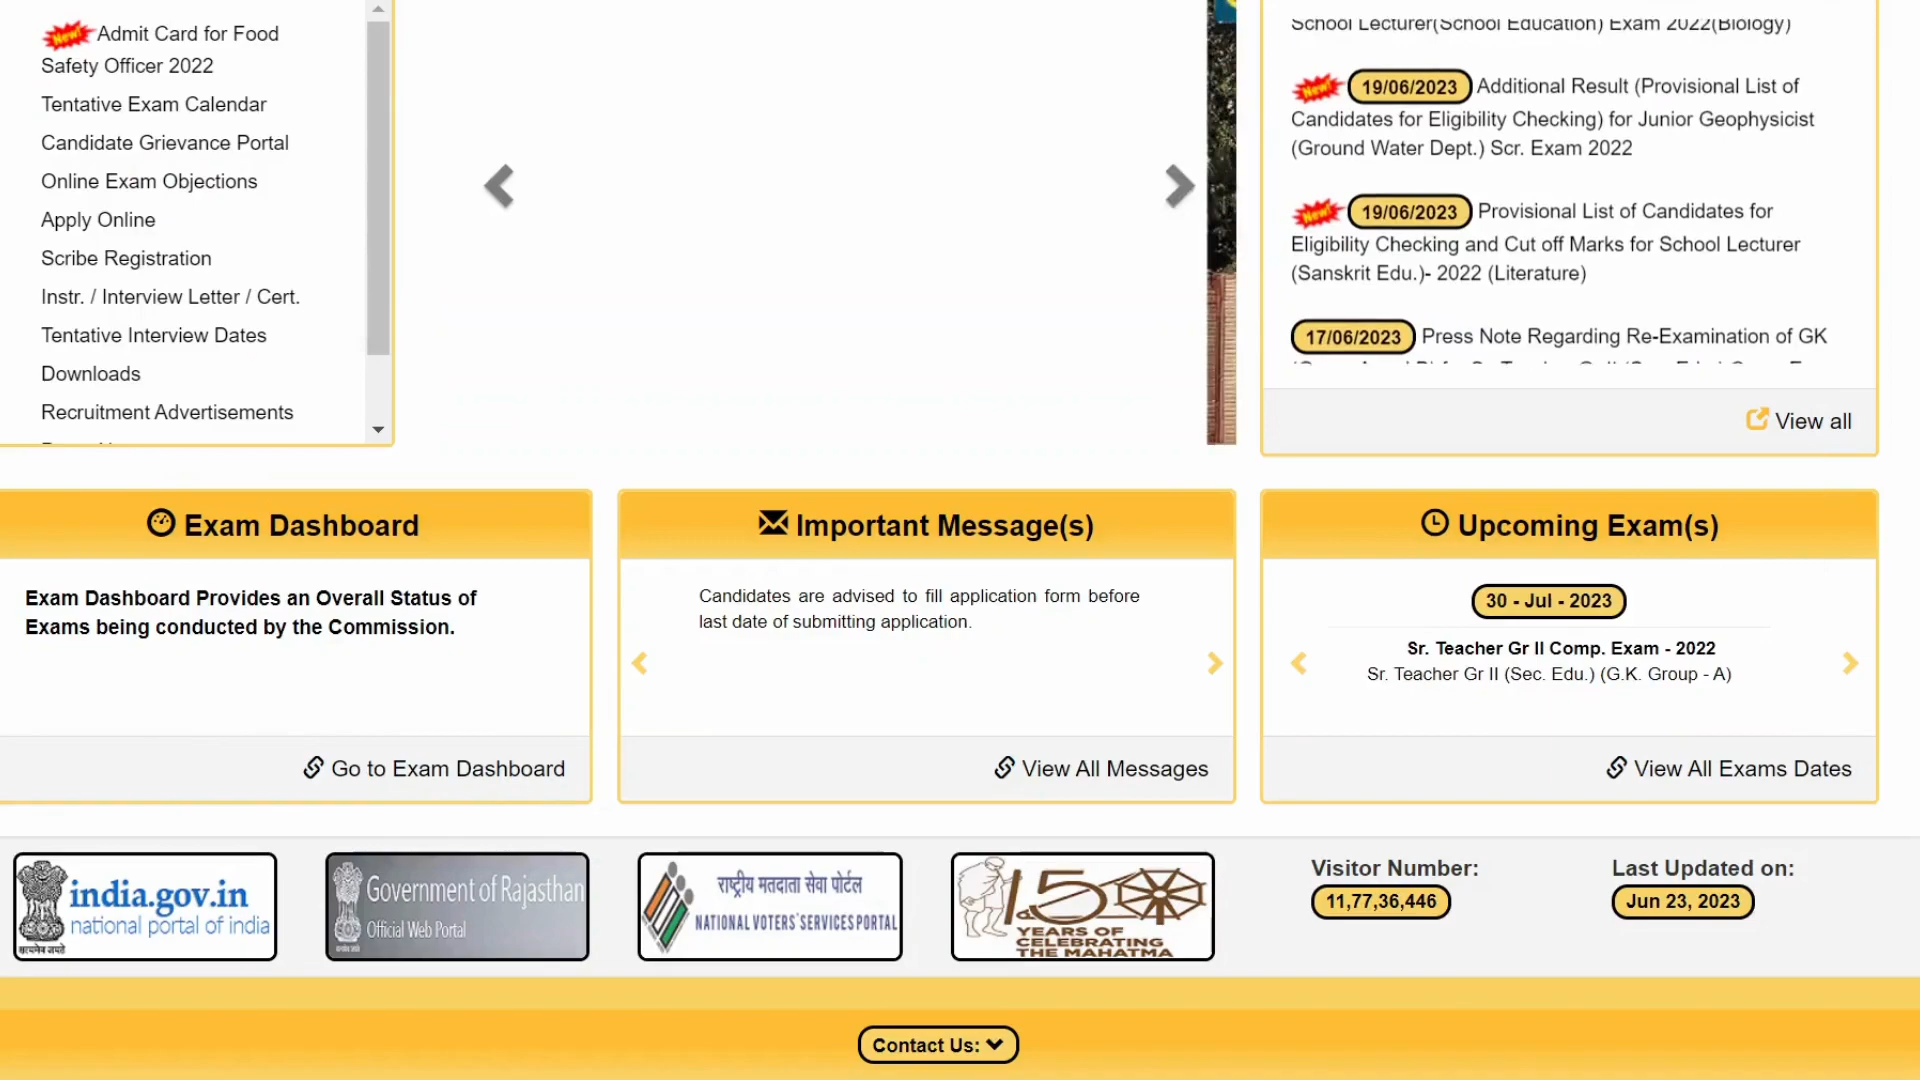 New! Admit Card for Food
Safety Officer 2022
Tentative Exam Calendar
Candidate Grievance Portal
Online Exam Objections
Apply Online
Scribe Registration
Instr. / Interview Letter / Cert.
Tentative Interview Dates
Downloads
Recruitment Advertisements
School Lecturer(School Education) Exam 2022(Biology)
New! 19/06/2023 Additional Result (Provisional List of
Candidates for Eligibility Checking) for Junior Geophysicist
(Ground Water Dept.) Scr. Exam 2022
New! 19/06/2023 Provisional List of Candidates for
Eligibility Checking and Cut off Marks for School Lecturer
(Sanskrit Edu.)- 2022 (Literature)
17/06/2023 Press Note Regarding Re-Examination of GK
View all
Exam Dashboard
Exam Dashboard Provides an Overall Status of
Exams being conducted by the Commission.
Go to Exam Dashboard
Important Message(s)
Candidates are advised to fill application form before
last date of submitting application.
View All Messages
Upcoming Exam(s)
30 - Jul - 2023
Sr. Teacher Gr II Comp. Exam - 2022
Sr. Teacher Gr II (Sec. Edu.) (G.K. Group - A)
View All Exams Dates
india.gov.in
national portal of india
सत्यमेव जयते
Government of Rajasthan
Official Web Portal
राष्ट्रीय मतदाता सेवा पोर्टल
NATIONAL VOTERS' SERVICES PORTAL
150
YEARS OF
CELEBRATING
THE MAHATMA
Visitor Number:
11,77,36,446
Last Updated on:
Jun 23, 2023
Contact Us: